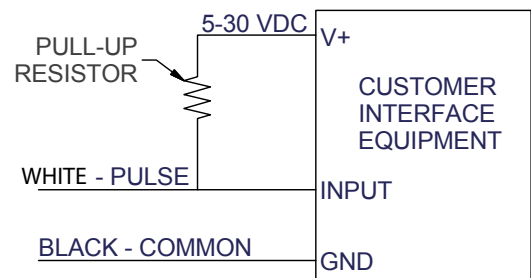 5-30 VDC
V+
PULL-UP
RESISTOR
CUSTOMER
INTERFACE
EQUIPMENT
WHITE - PULSE
INPUT
BLACK - COMMON
GND